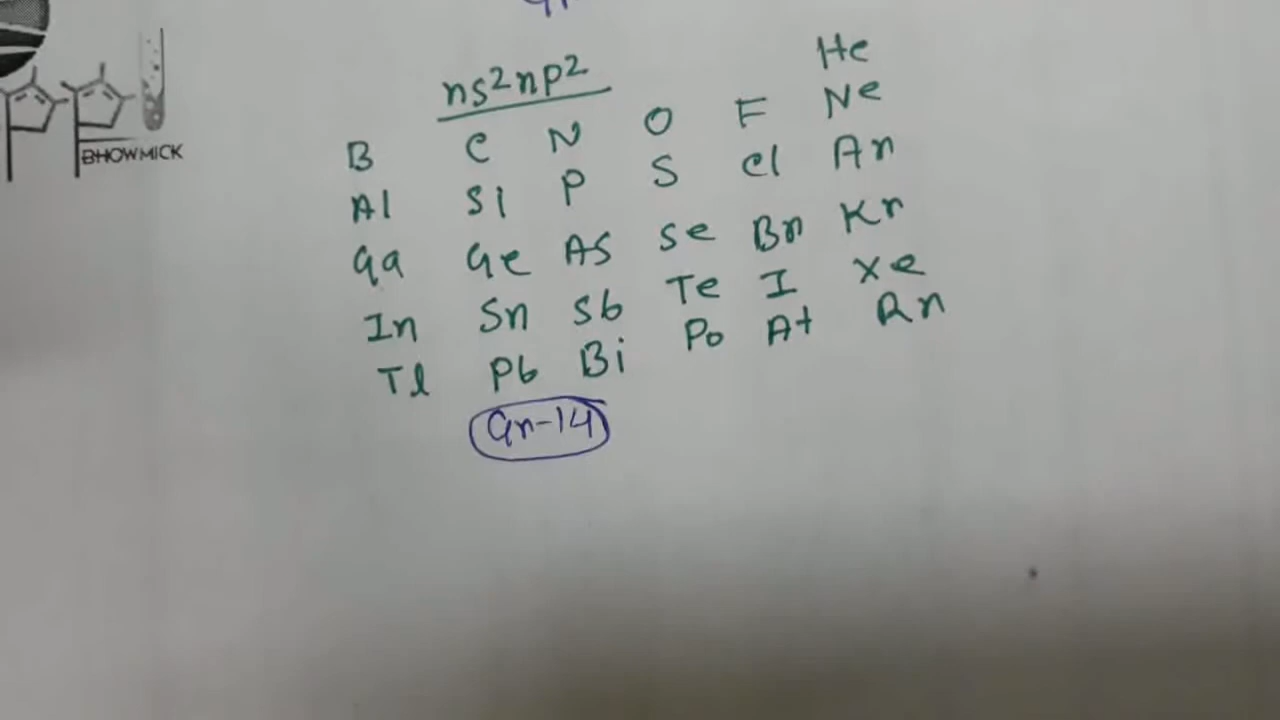 BHOWMICK
ns²np²
He
B C N O F Ne
Al Si P S Cl Ar
Ga Ge As Se Br Kr
In Sn Sb Te I Xe
Tl Pb Bi Po At Rn
Gr-14